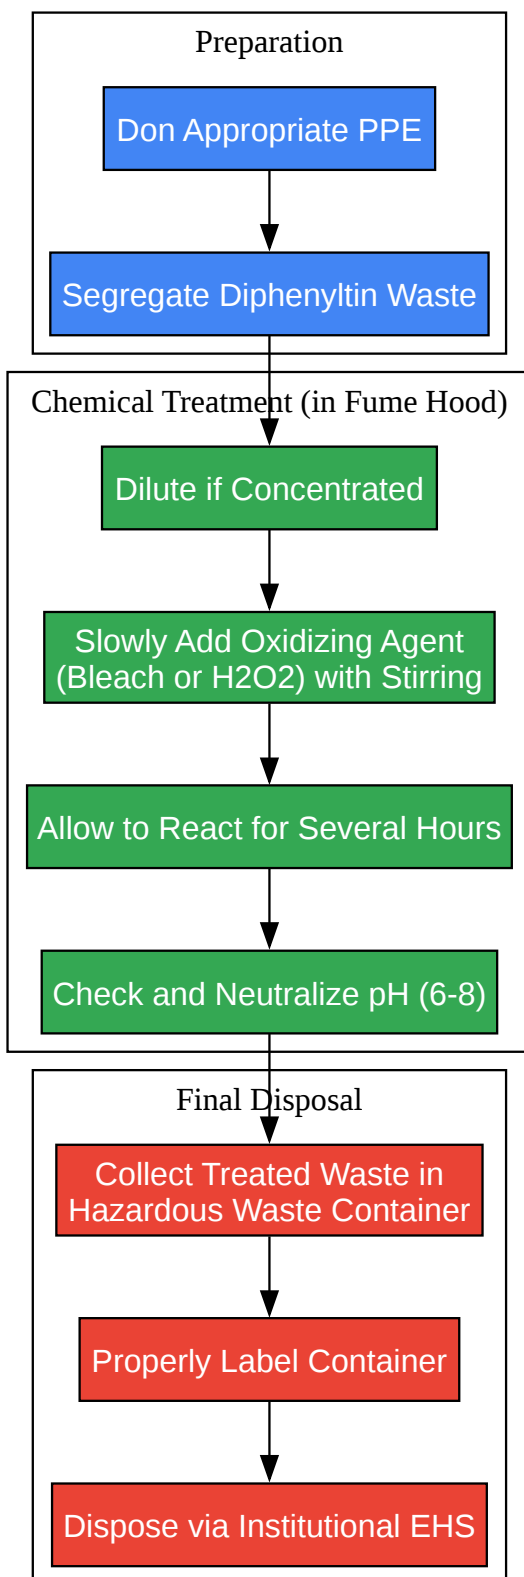 Preparation
Don Appropriate PPE
Segregate Diphenyltin Waste
Chemical Treatment (in Fume Hood)
Dilute if Concentrated
Slowly Add Oxidizing Agent
(Bleach or H2O2) with Stirring
Allow to React for Several Hours
Check and Neutralize pH (6-8)
Final Disposal
Collect Treated Waste in
Hazardous Waste Container
Properly Label Container
Dispose via Institutional EHS